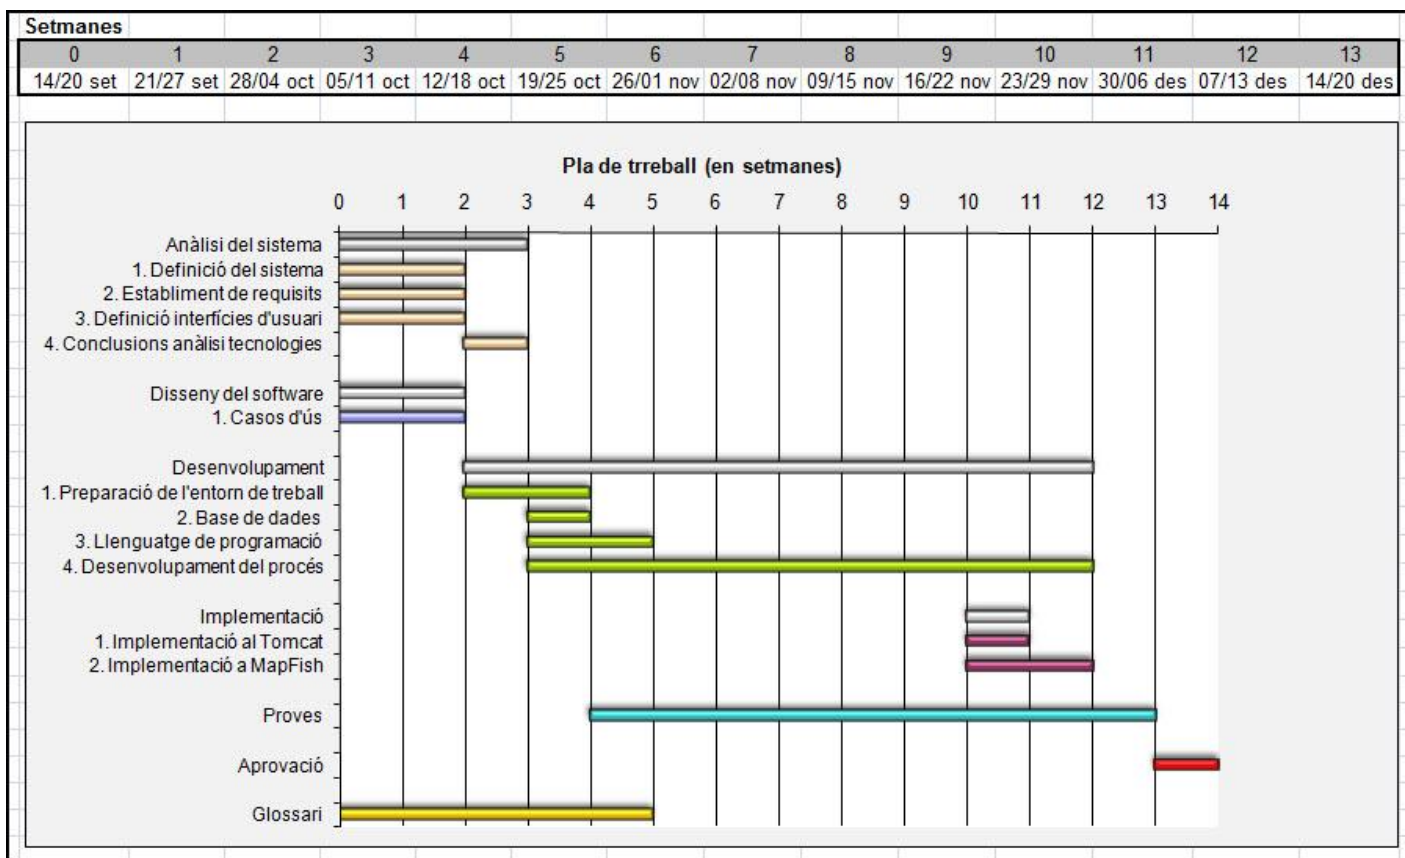 Setmanes
0 1 2 3 4 5 6 7 8 9 10 11 12 13
14/20 set 21/27 set 28/04 oct 05/11 oct 12/18 oct 19/25 oct 26/01 nov 02/08 nov 09/15 nov 16/22 nov 23/29 nov 30/06 des 07/13 des 14/20 des
Pla de trreball (en setmanes)
0 1 2 3 4 5 6 7 8 9 10 11 12 13 14
Anàlisi del sistema
1. Definició del sistema
2. Establiment de requisits
3. Definició interfícies d'usuari
4. Conclusions anàlisi tecnologies
Disseny del software
1. Casos d'ús
Desenvolupament
1. Preparació de l'entorn de treball
2. Base de dades
3. Llenguatge de programació
4. Desenvolupament del procés
Implementació
1. Implementació al Tomcat
2. Implementació a MapFish
Proves
Aprovació
Glossari